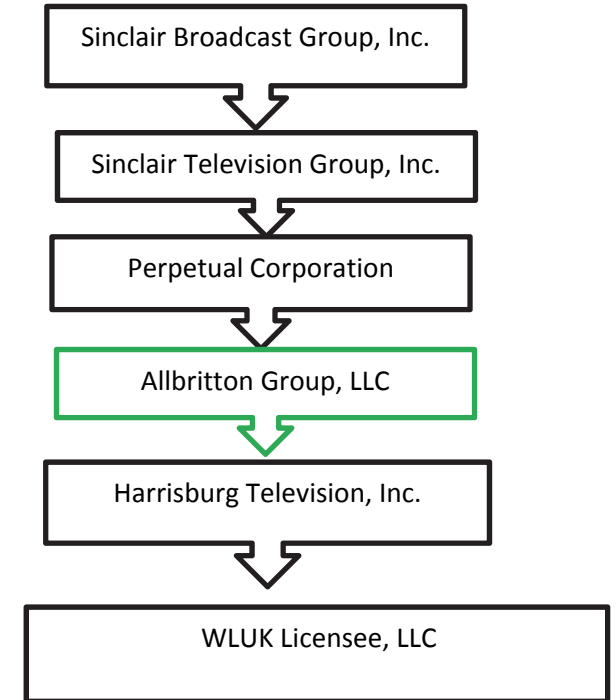 Sinclair Broadcast Group, Inc.
Sinclair Television Group, Inc.
Perpetual Corporation
Allbritton Group, LLC
Harrisburg Television, Inc.
WLUK Licensee, LLC